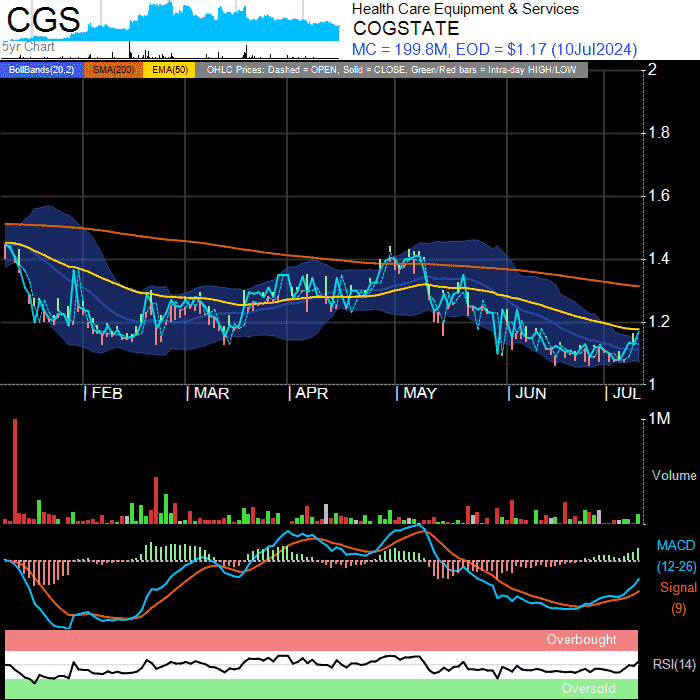 CGS
Health Care Equipment & Services
COGSTATE
5yr Chart
MC = 199.8M, EOD = $1.17 (10Jul2024)
BollBands(20,2) SMA(200) EMA(50) OHLC Prices: Dashed = OPEN, Solid = CLOSE, Green/Red bars = Intra-day HIGH/LOW
2
1.8
1.6
1.4
1.2
1
FEB MAR APR MAY JUN JUL
1M
Volume
MACD
(12-26)
Signal
(9)
Overbought
RSI(14)
Oversold